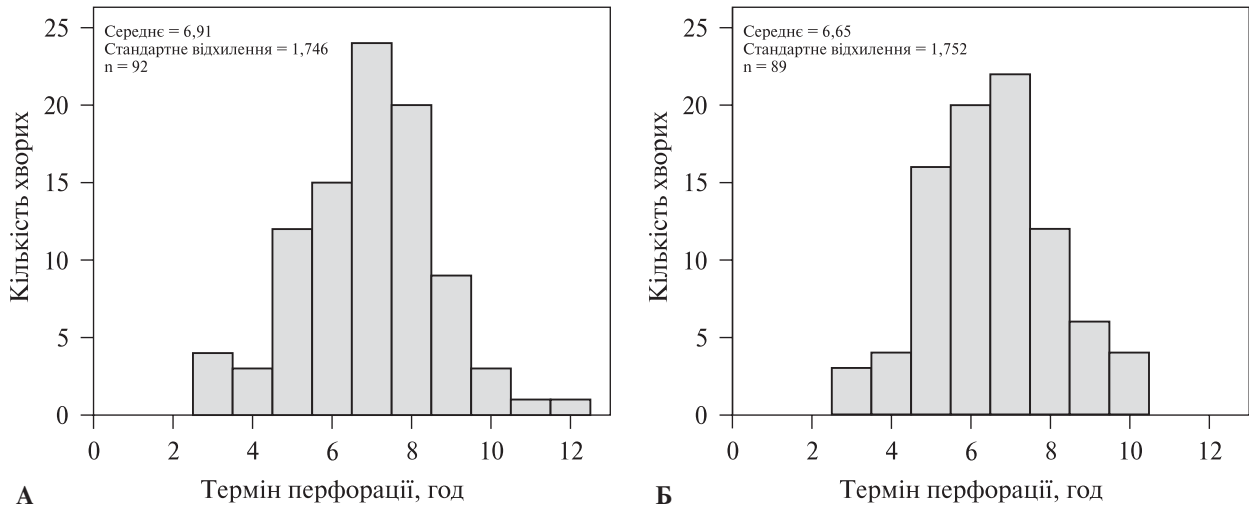 Середнє = 6,91
Стандартне відхилення = 1,746
n = 92
Кількість хворих
25
20
15
10
5
0
0 2 4 6 8 10 12
Термін перфорації, год
А
Середнє = 6,65
Стандартне відхилення = 1,752
n = 89
Кількість хворих
25
20
15
10
5
0
0 2 4 6 8 10 12
Термін перфорації, год
Б